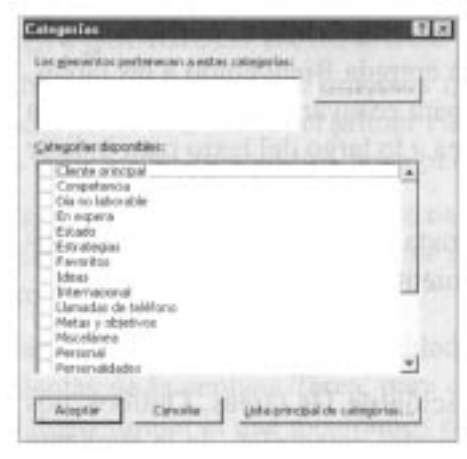 Categorías
Los elementos pertenecen a estas categorías:
Categorías disponibles:
Cliente principal
Competencia
Día no laborable
En espera
Estado
Estrategias
Favoritos
Ideas
Internacional
Llamadas de teléfono
Metas y objetivos
Miscelánea
Personal
Personalidades
Aceptar
Cancelar
Lista principal de categorías...